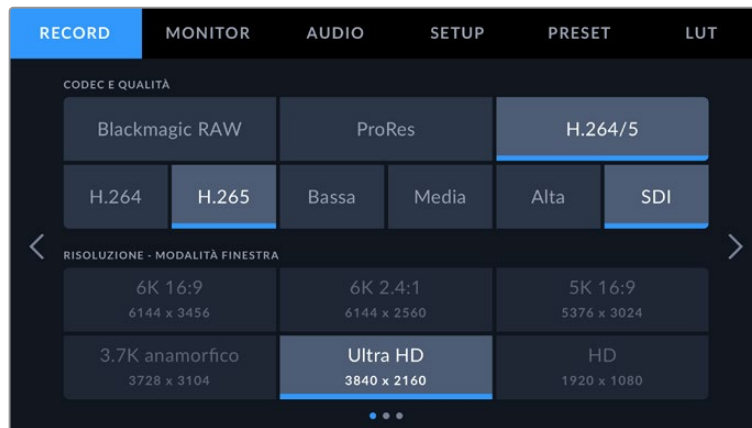 RECORD MONITOR AUDIO SETUP PRESET LUT
CODEC E QUALITÀ
Blackmagic RAW ProRes H.264/5
H.264 H.265 Bassa Media Alta SDI
RISOLUZIONE - MODALITÀ FINESTRA
6K 16:9 6K 2.4:1 5K 16:9
6144 x 3456 6144 x 2560 5376 x 3024
3.7K anamorfico Ultra HD HD
3728 x 3104 3840 x 2160 1920 x 1080